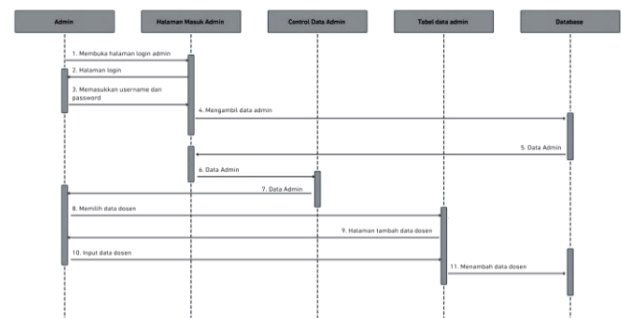 Admin
Halaman Masuk Admin
Control Data Admin
Tabel data admin
Database
1. Membuka halaman login admin
2. Halaman login
3. Memasukkan username dan
password
4. Mengambil data admin
5. Data Admin
6. Data Admin
7. Data Admin
8. Memilih data dosen
9. Halaman tambah data dosen
10. Input data dosen
11. Menambah data dosen